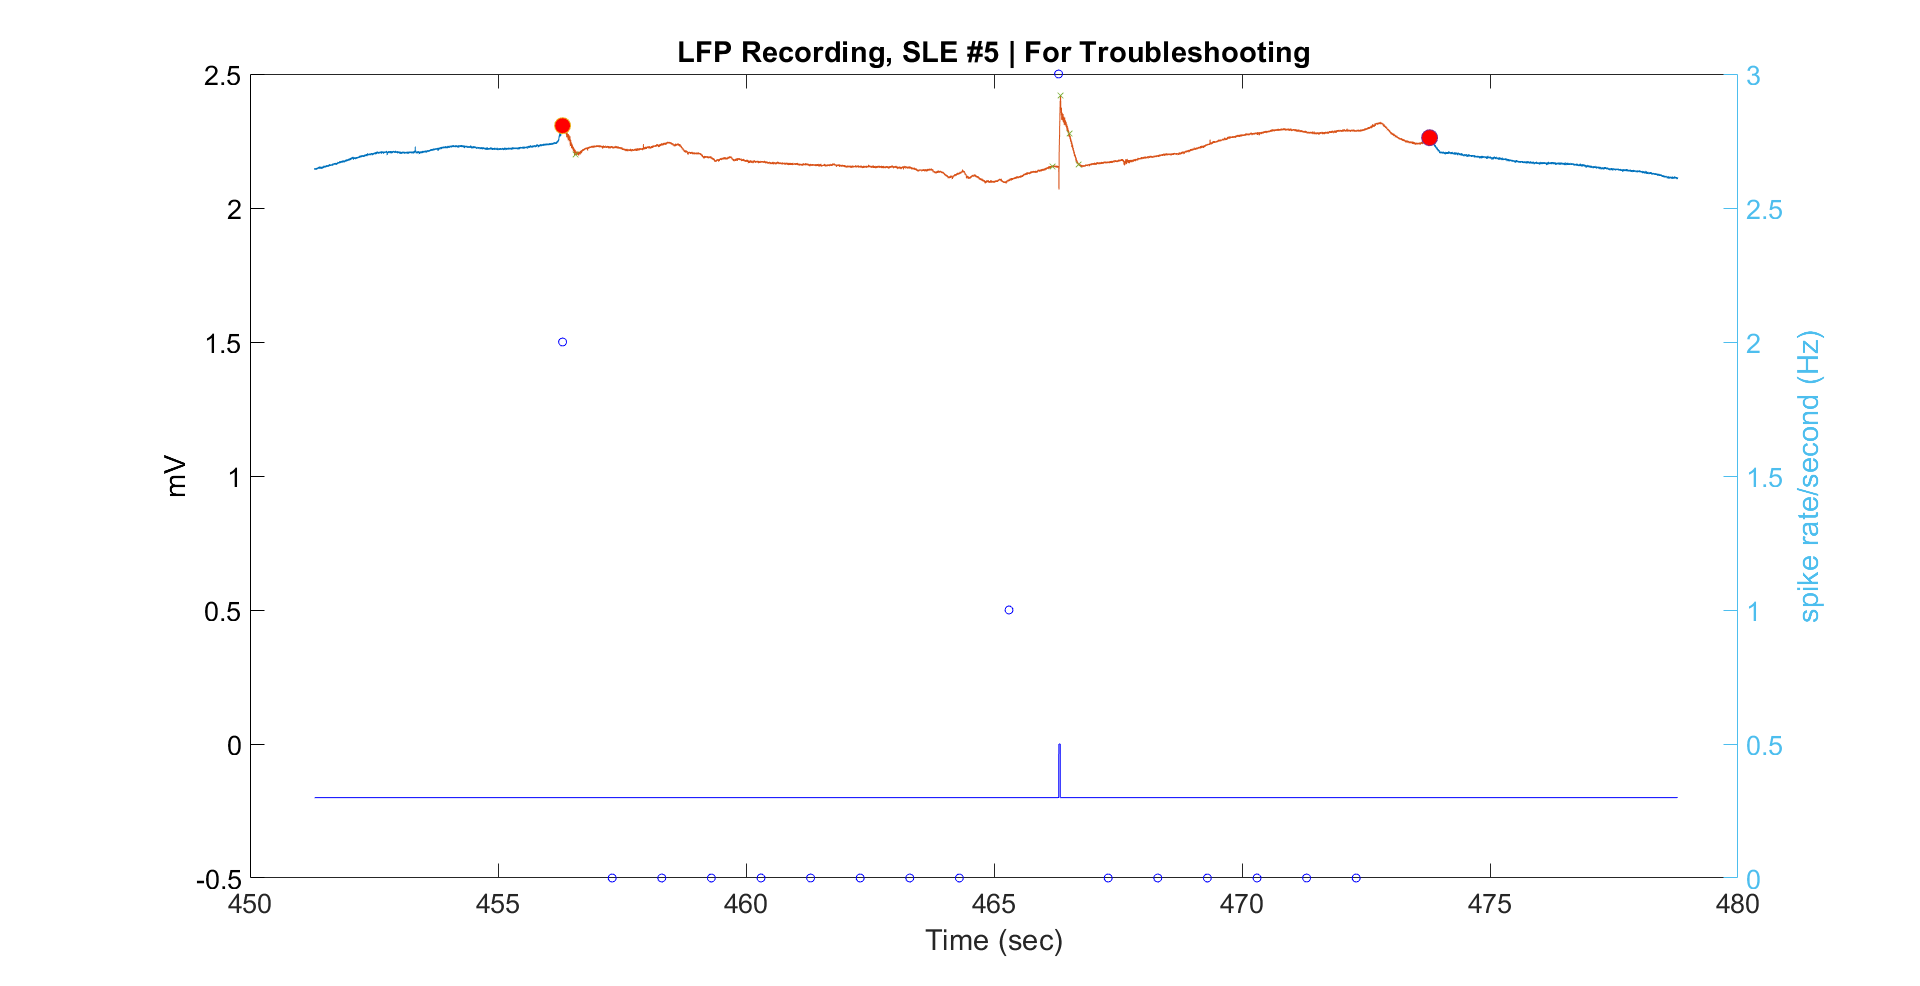 LFP Recording, SLE #5 | For Troubleshooting
2.5
2
1.5
1
0.5
0
-0.5
mV
3
2.5
2
1.5
1
0.5
0
spike rate/second (Hz)
450 455 460 465 470 475 480
Time (sec)